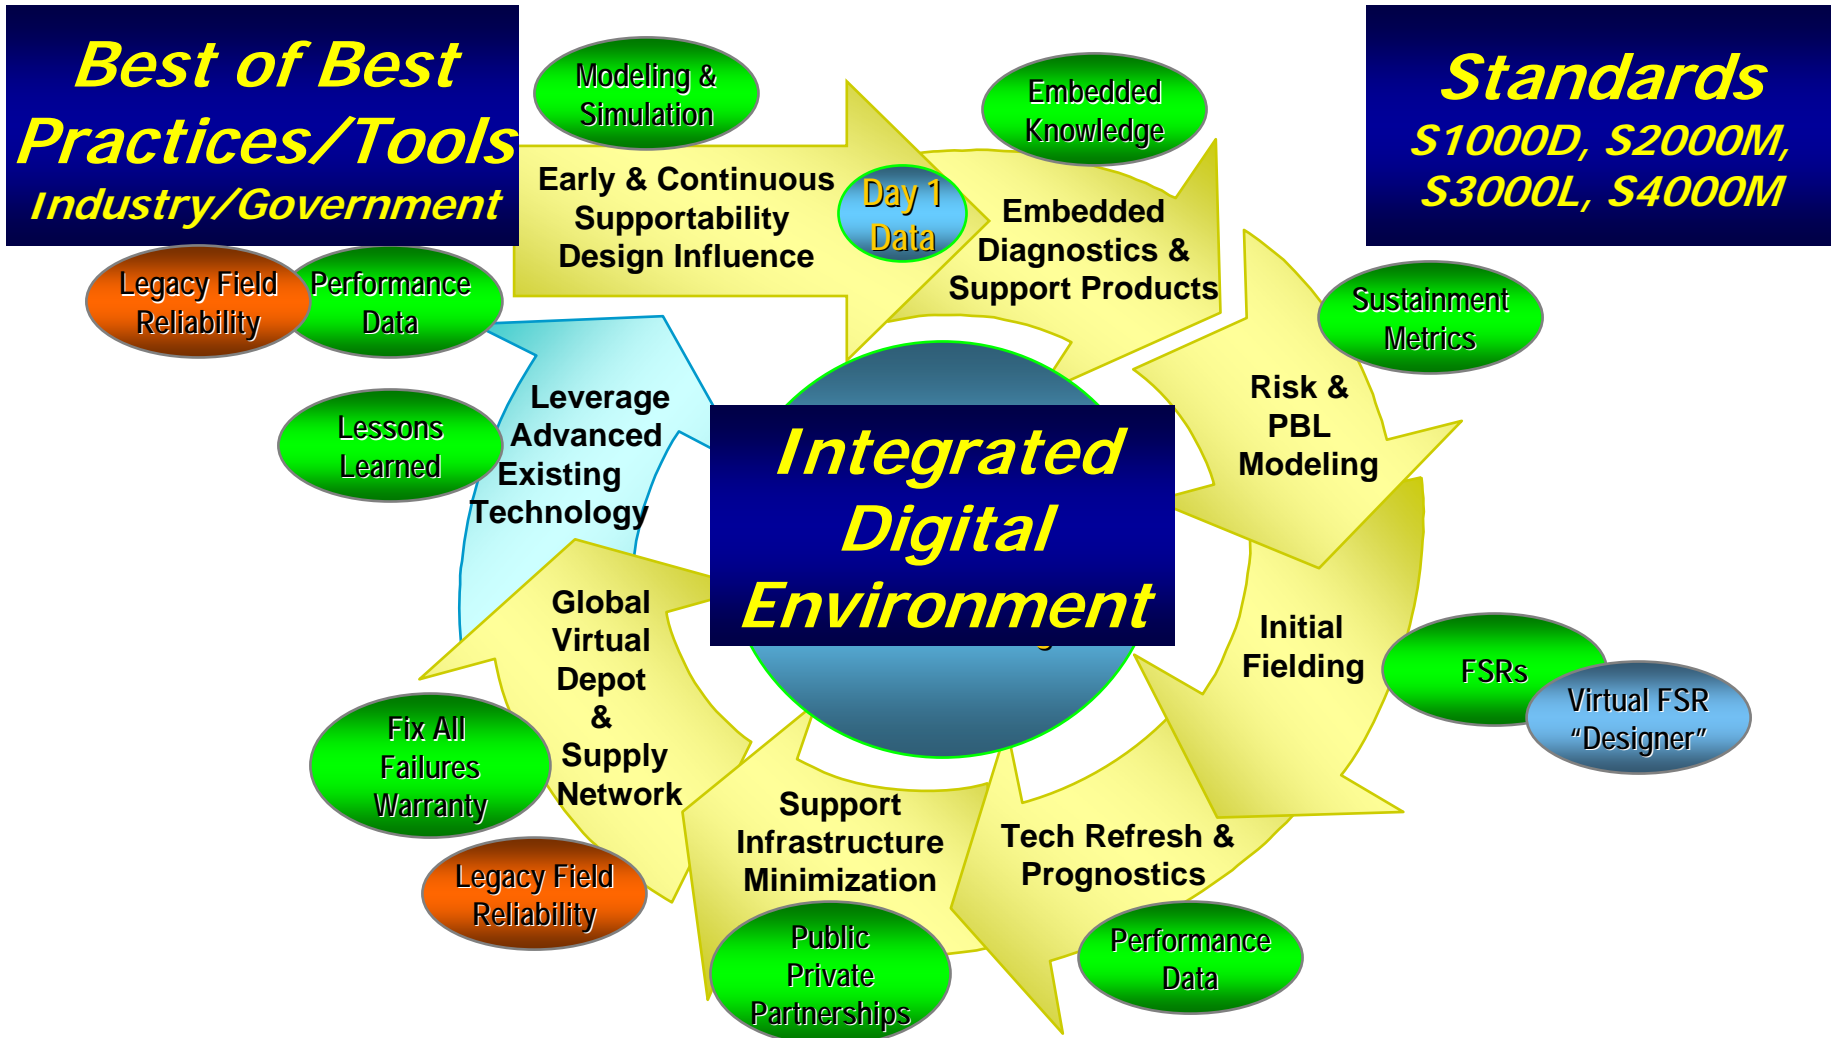 Best of Best
Practices/Tools
Industry/Government
Standards
S1000D, S2000M,
S3000L, S4000M
Modeling &
Simulation
Embedded
Knowledge
Early & Continuous
Supportability
Design Influence
Day 1
Data
Embedded
Diagnostics &
Support Products
Legacy Field
Reliability
Performance
Data
Sustainment
Metrics
Risk &
PBL
Modeling
Leverage
Advanced
Existing
Technology
Lessons
Learned
Integrated
Digital
Environment
Initial
Fielding
FSRs
Virtual FSR
“Designer”
Global
Virtual
Depot
&
Supply
Network
Fix All
Failures
Warranty
Legacy Field
Reliability
Support
Infrastructure
Minimization
Tech Refresh &
Prognostics
Public
Private
Partnerships
Performance
Data